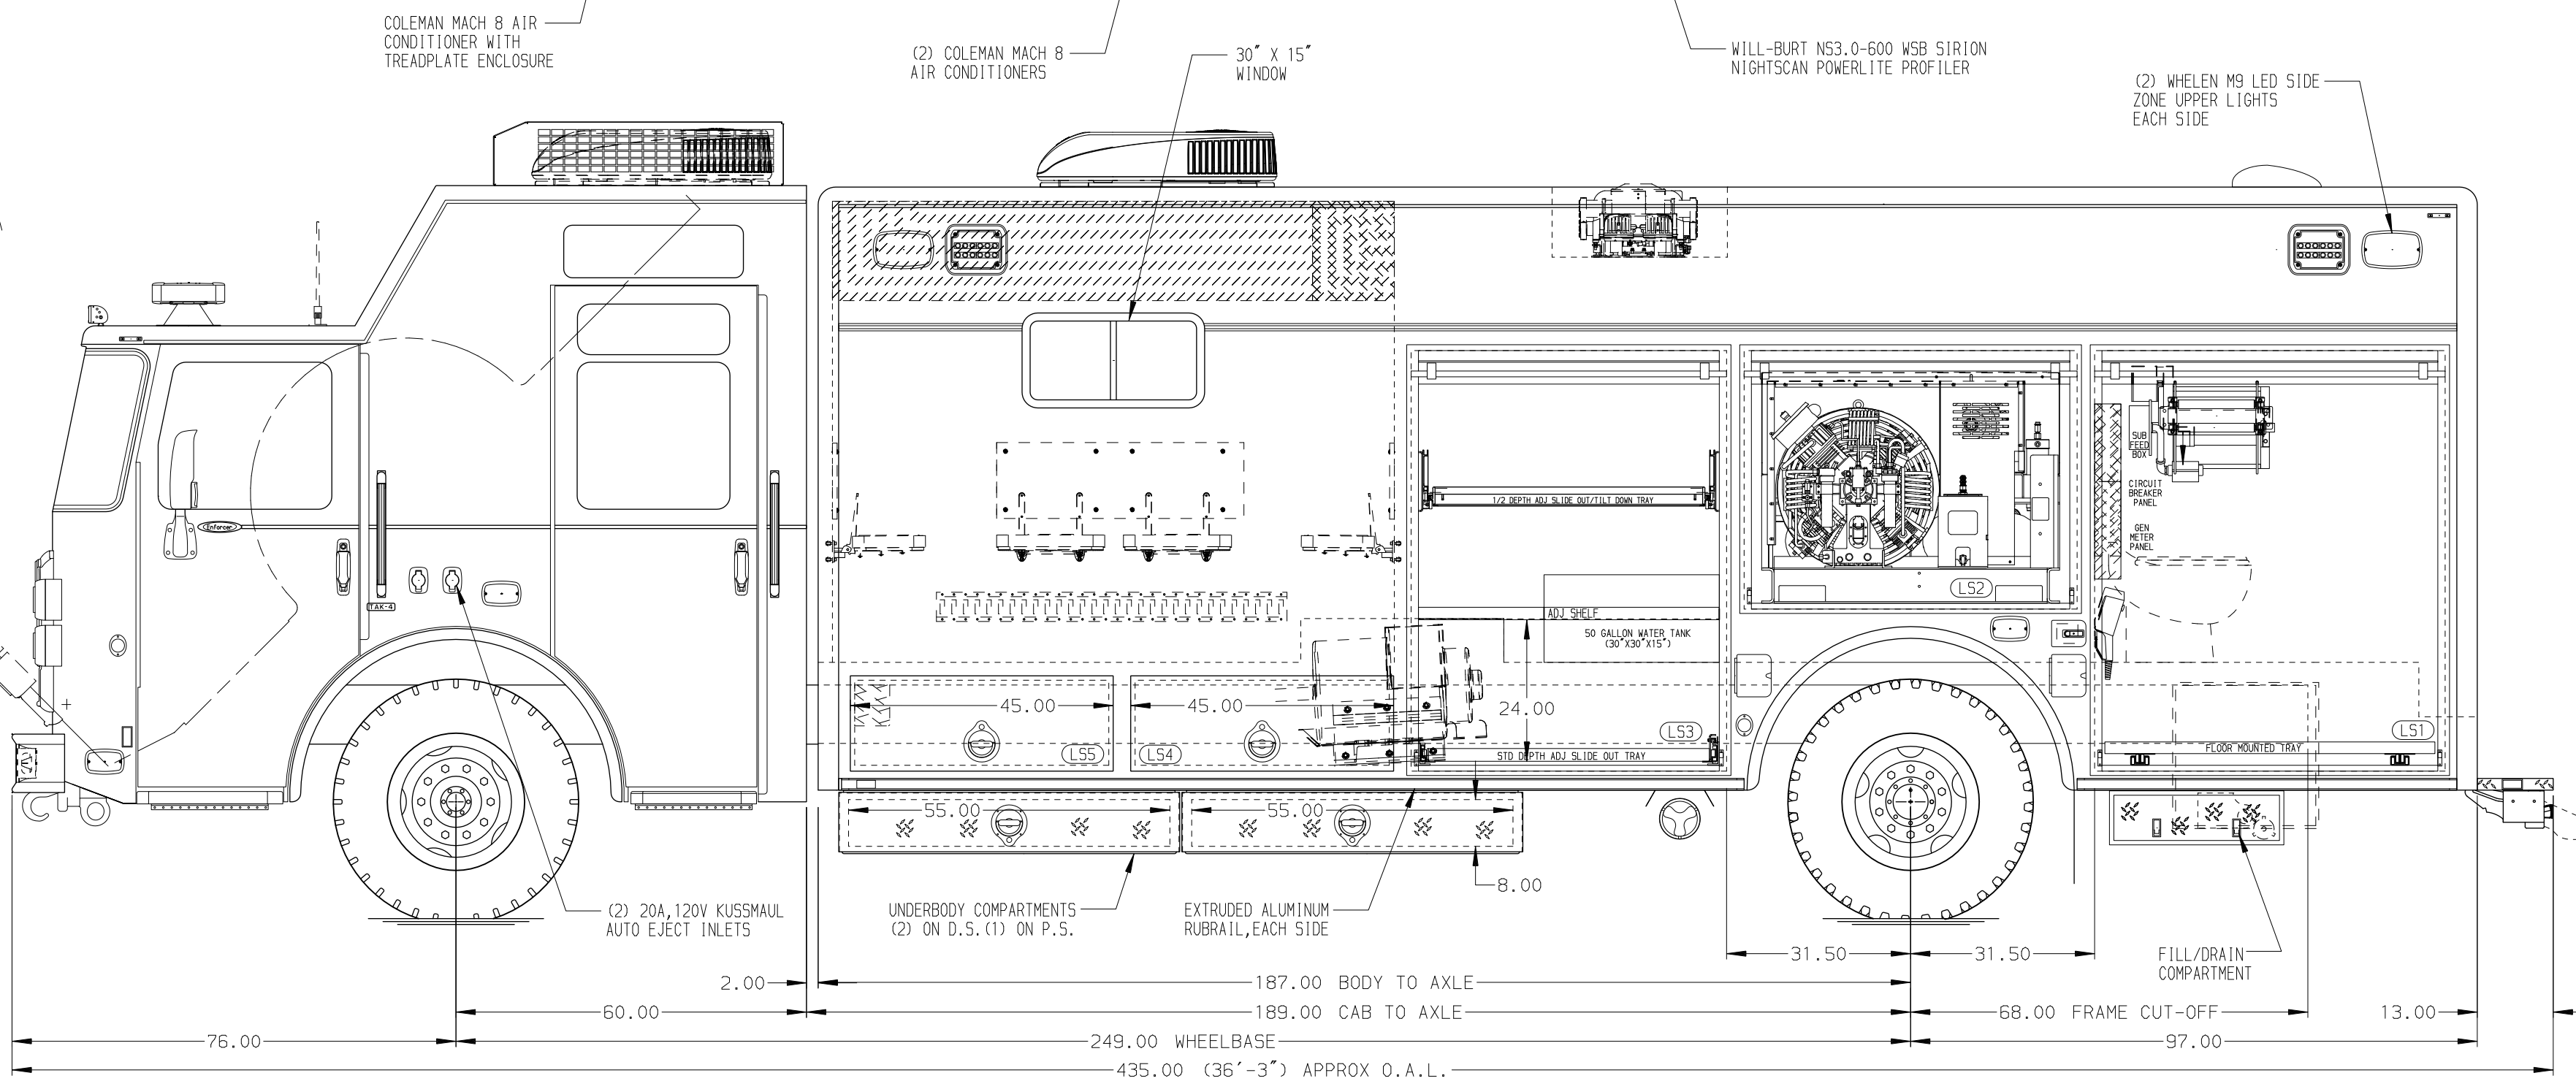 COLEMAN MACH 8 AIR
CONDITIONER WITH
TREADPLATE ENCLOSURE
(2) COLEMAN MACH 8
AIR CONDITIONERS
30" X 15"
WINDOW
WILL-BURT NS3.0-600 WSB SIRION
NIGHTSCAN POWERLITE PROFILER
(2) WHELEN M9 LED SIDE
ZONE UPPER LIGHTS
EACH SIDE
SUB
FEED
BOX
CIRCUIT
BREAKER
PANEL
GEN
METER
PANEL
1/2 DEPTH ADJ SLIDE OUT/TILT DOWN TRAY
Enforcer
TAK-4
LS2
ADJ SHELF
50 GALLON WATER TANK
(30"X30"X15")
45.00
45.00
24.00
LS5
LS4
LS3
LS1
STD DEPTH ADJ SLIDE OUT TRAY
FLOOR MOUNTED TRAY
55.00
55.00
8.00
(2) 20A,120V KUSSMAUL
AUTO EJECT INLETS
UNDERBODY COMPARTMENTS
(2) ON D.S.(1) ON P.S.
EXTRUDED ALUMINUM
RUBRAIL,EACH SIDE
31.50
31.50
FILL/DRAIN
COMPARTMENT
2.00
187.00 BODY TO AXLE
60.00
189.00 CAB TO AXLE
68.00 FRAME CUT-OFF
13.00
76.00
249.00 WHEELBASE
97.00
435.00 (36'-3") APPROX O.A.L.